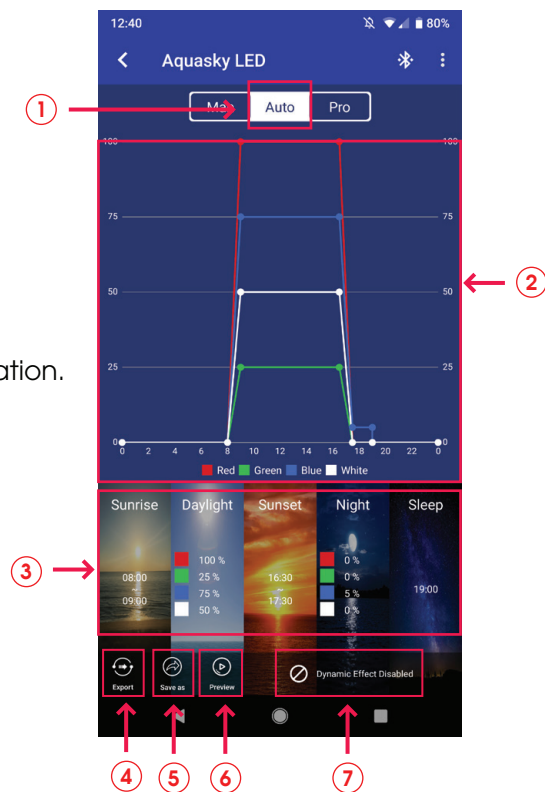 12:40 80%
Aquasky LED
1 Auto Pro
100 100
75 75
2
50 50
ation.
25 25
0 0
0 2 4 6 8 10 12 14 16 18 20 22 0
Red Green Blue White
Sunrise Daylight Sunset Night Sleep
100 % 0 %
3 08:00 25 % 16:30 0 %
~ 75 % ~ 5 % 19:00
09:00 50 % 17:30 0 %
Export Save as Preview Dynamic Effect Disabled
4 5 6 7